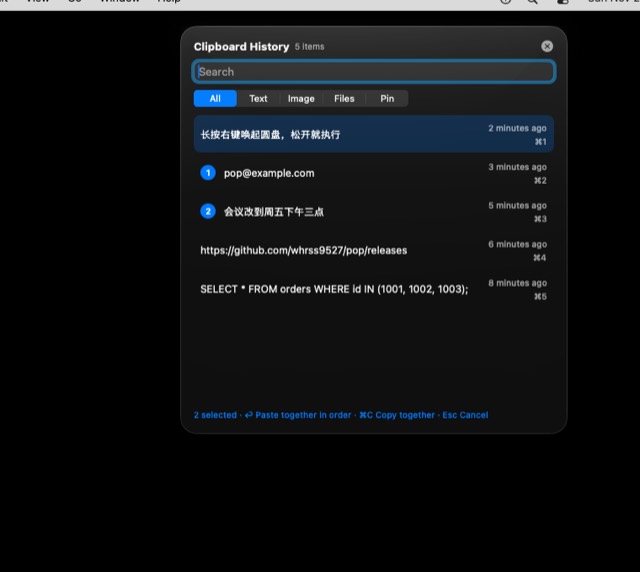 View Go Window Help
Clipboard History 5 items
Search
All Text Image Files Pin
长按右键唤起圆盘，松开就执行 2 minutes ago
⌘1
1 pop@example.com 3 minutes ago
⌘2
2 会议改到周五下午三点 5 minutes ago
⌘3
https://github.com/whrss9527/pop/releases 6 minutes ago
⌘4
SELECT * FROM orders WHERE id IN (1001, 1002, 1003); 8 minutes ago
⌘5
2 selected · ⏎ Paste together in order · ⌘C Copy together · Esc Cancel